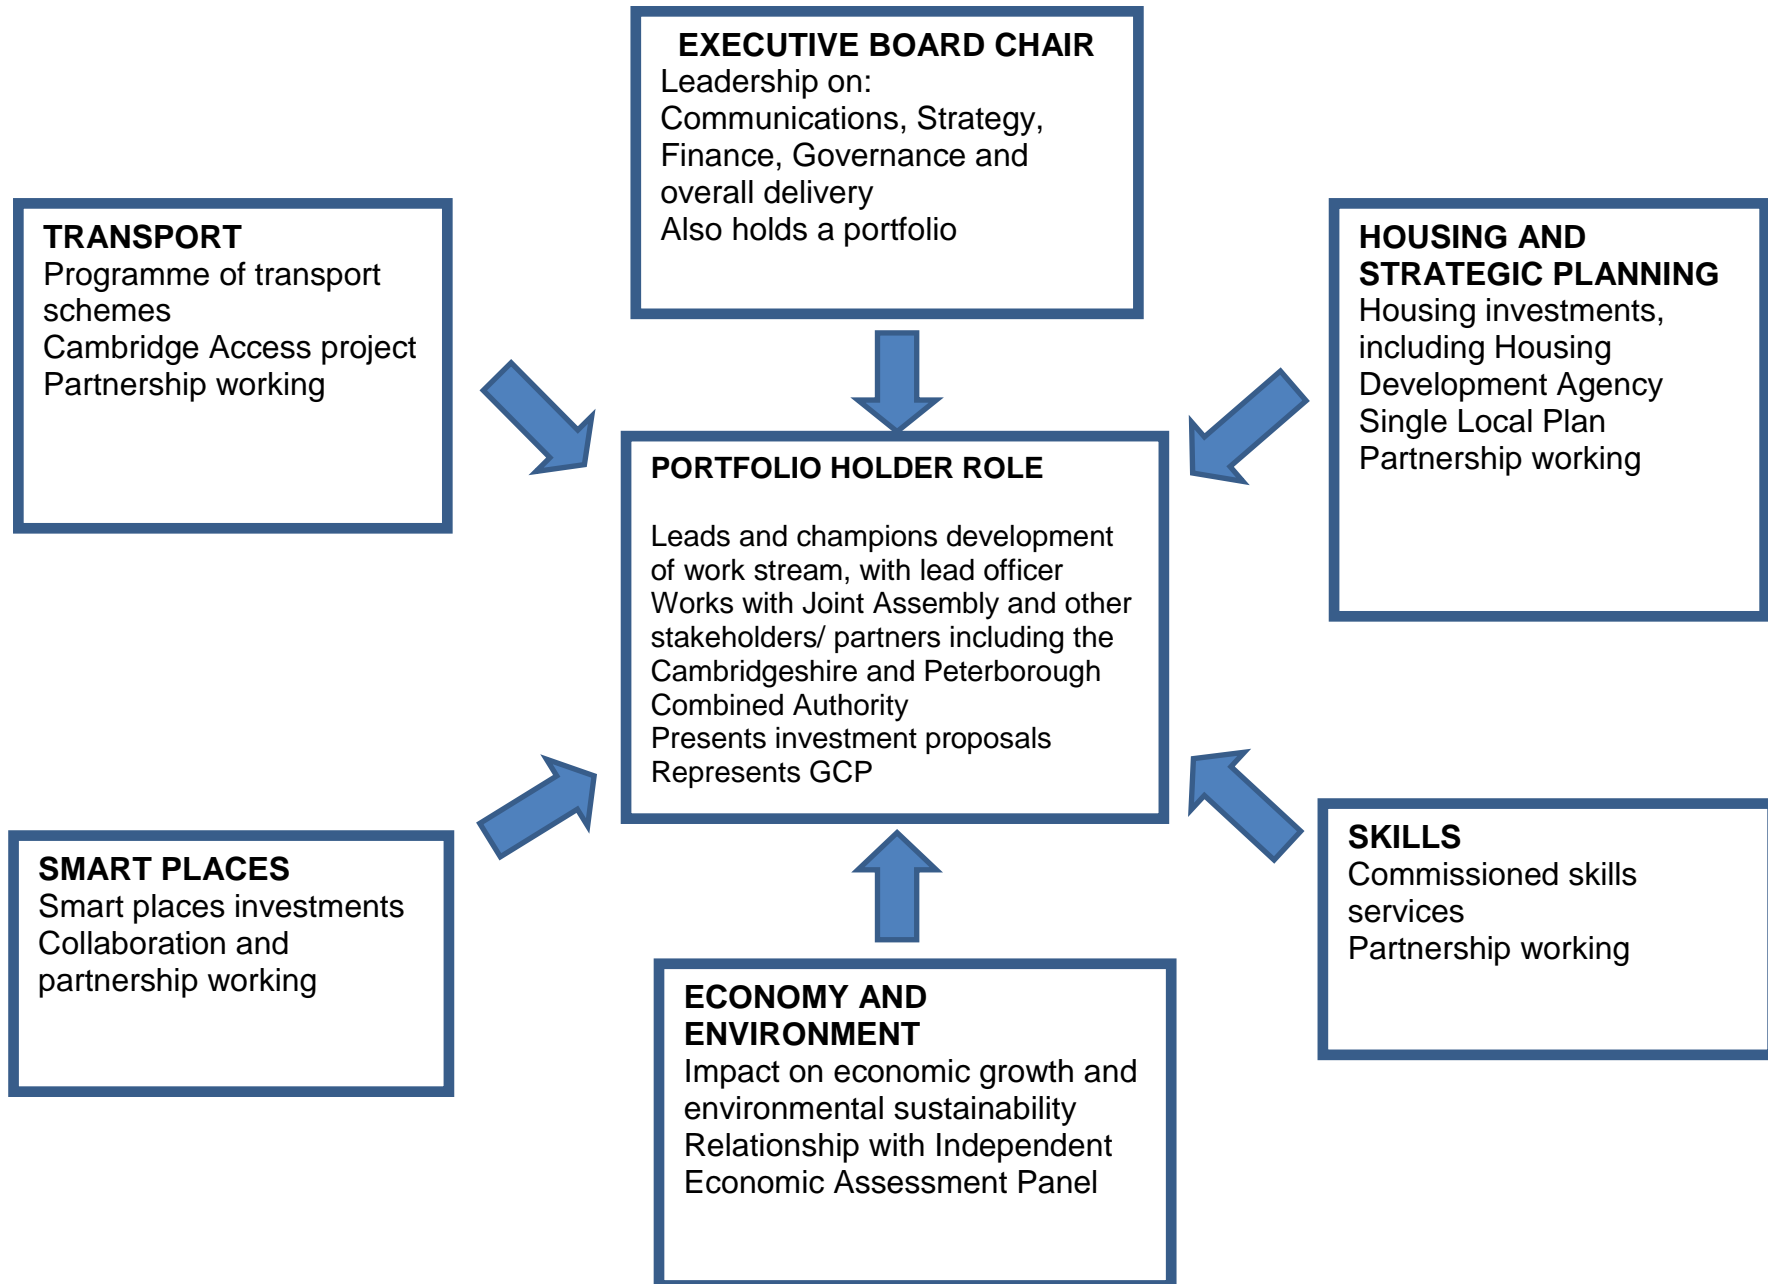 EXECUTIVE BOARD CHAIR
Leadership on:
Communications, Strategy,
Finance, Governance and
overall delivery
Also holds a portfolio
TRANSPORT
Programme of transport
schemes
Cambridge Access project
Partnership working
HOUSING AND
STRATEGIC PLANNING
Housing investments,
including Housing
Development Agency
Single Local Plan
Partnership working
PORTFOLIO HOLDER ROLE
Leads and champions development
of work stream, with lead officer
Works with Joint Assembly and other
stakeholders/ partners including the
Cambridgeshire and Peterborough
Combined Authority
Presents investment proposals
Represents GCP
SMART PLACES
Smart places investments
Collaboration and
partnership working
SKILLS
Commissioned skills
services
Partnership working
ECONOMY AND
ENVIRONMENT
Impact on economic growth and
environmental sustainability
Relationship with Independent
Economic Assessment Panel